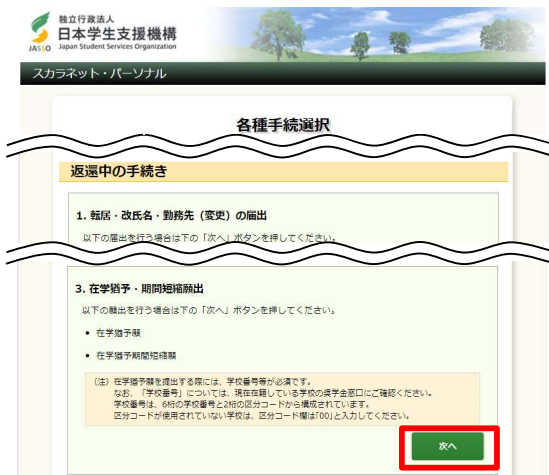 独立行政法人
日本学生支援機構
JASSO Japan Student Services Organization
スカラネット・パーソナル
各種手続選択
返還中の手続き
1. 転居・改氏名・勤務先（変更）の届出
以下の届出を行う場合は下の「次へ」ボタンを押してください。
3. 在学猶予・期間短縮願出
以下の願出を行う場合は下の「次へ」ボタンを押してください。
• 在学猶予願
• 在学猶予期間短縮願
（注）在学猶予願を提出する際には、学校番号等が必須です。
なお、「学校番号」については、現在在籍している学校の奨学金窓口にご確認ください。
学校番号は、6桁の学校番号と2桁の区分コードから構成されています。
区分コードが使用されていない学校は、区分コード欄は「00」と入力してください。
次へ